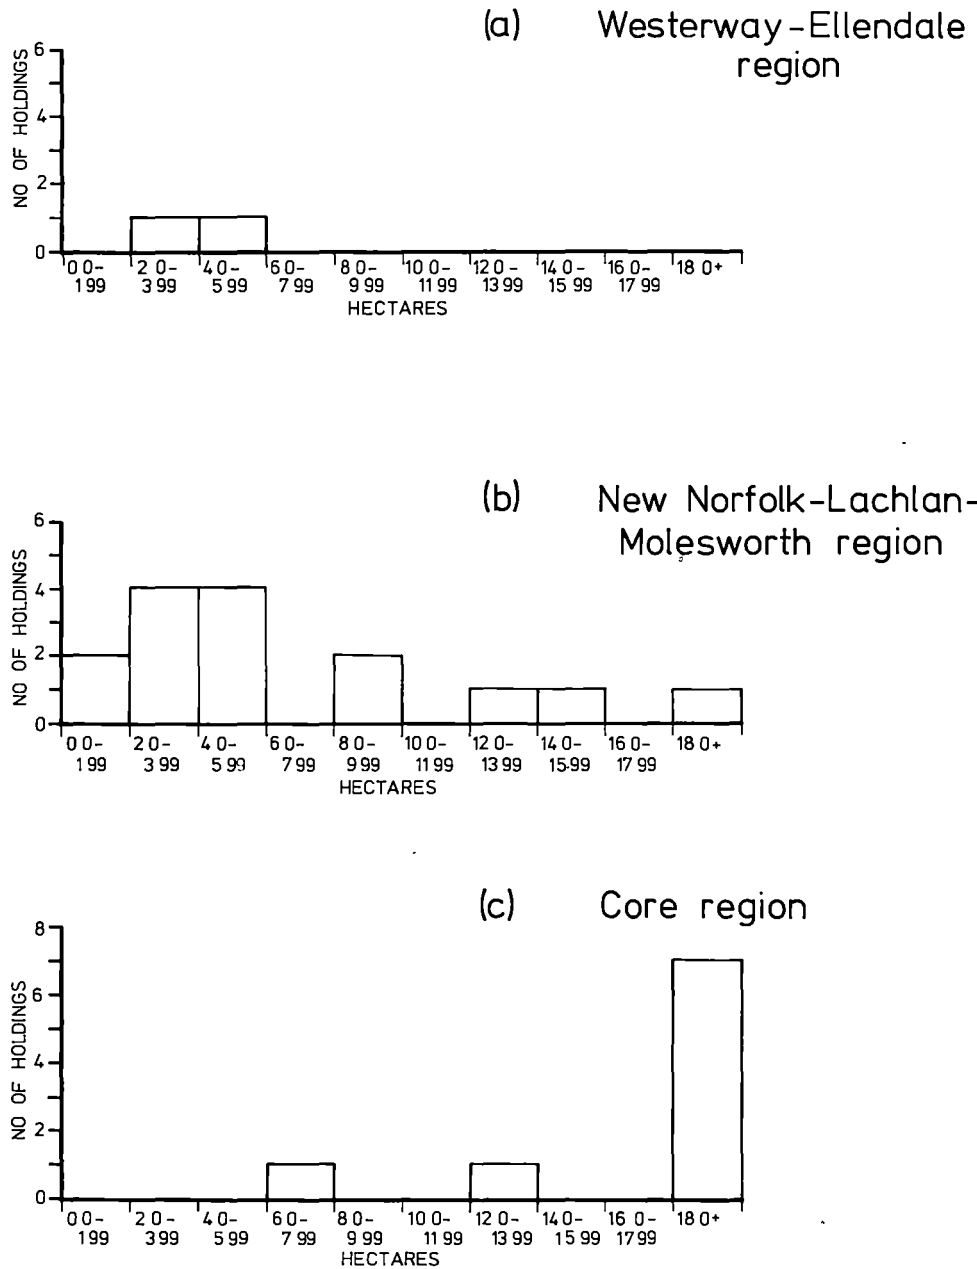 (a) Westerway-Ellendale
region
NO OF HOLDINGS
6
4
2
0
0 0- 2 0- 4 0- 6 0- 8 0- 10 0- 12 0- 14 0- 16 0- 18 0+
1 99 3 99 5 99 7 99 9 99 11 99 13 99 15 99 17 99
HECTARES
(b) New Norfolk-Lachlan-
Molesworth region
NO OF HOLDINGS
6
4
2
0
0 0- 2 0- 4 0- 6 0- 8 0- 10 0- 12 0- 14 0- 16 0- 18 0+
1 99 3 99 5 99 7 99 9 99 11 99 13 99 15.99 17 99
HECTARES
(c) Core region
NO OF HOLDINGS
8
6
4
2
0
0 0- 2 0- 4 0- 6 0- 8 0- 10 0- 12 0- 14 0- 16 0- 18 0+
1 99 3 99 5 99 7 99 9 99 11 99 13 99 15 99 17 99
HECTARES